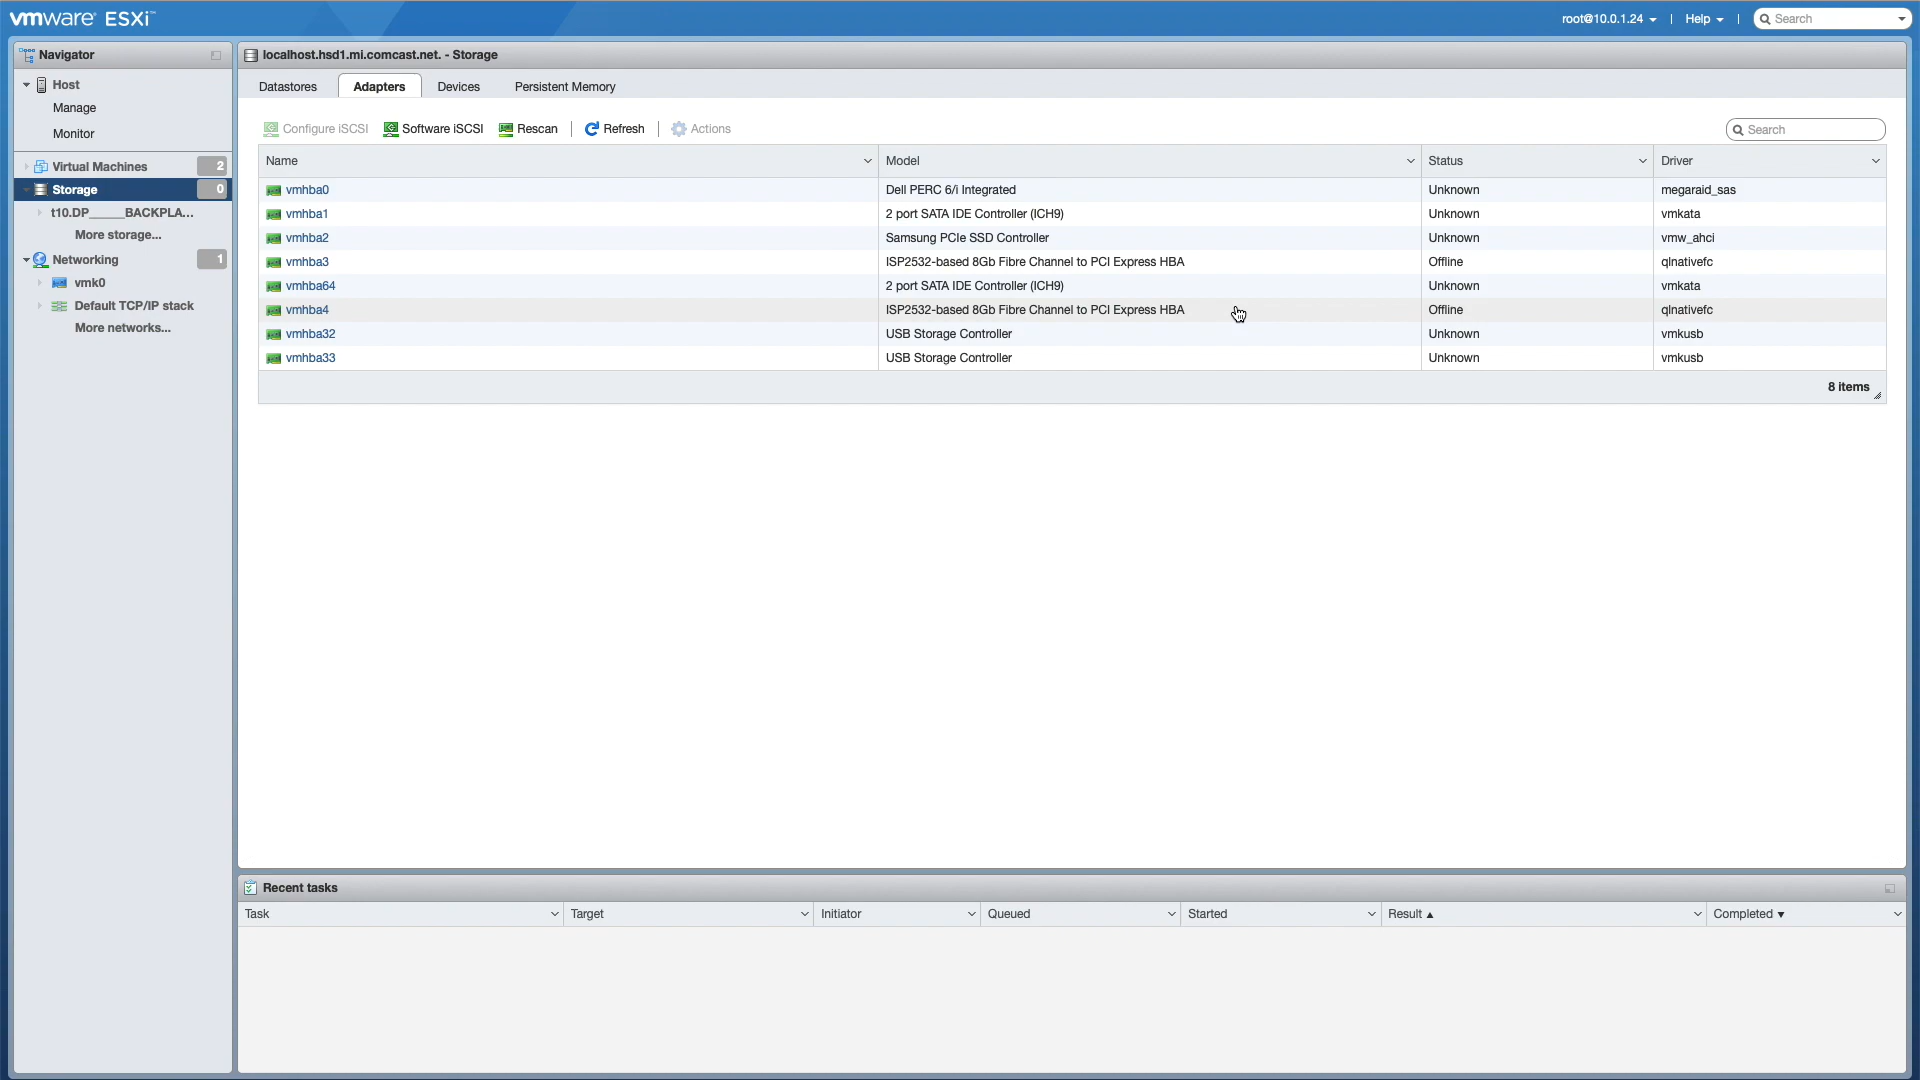 vmware ESXi™
root@10.0.1.24 | Help | Search
Navigator
Host
Manage
Monitor
Virtual Machines 2
Storage 0
t10.DP_____BACKPLA...
More storage...
Networking 1
vmk0
Default TCP/IP stack
More networks...
localhost.hsd1.mi.comcast.net. - Storage
Datastores Adapters Devices Persistent Memory
Configure iSCSI Software iSCSI Rescan | Refresh | Actions Search
Name Model Status Driver
vmhba0 Dell PERC 6/i Integrated Unknown megaraid_sas
vmhba1 2 port SATA IDE Controller (ICH9) Unknown vmkata
vmhba2 Samsung PCIe SSD Controller Unknown vmw_ahci
vmhba3 ISP2532-based 8Gb Fibre Channel to PCI Express HBA Offline qlnativefc
vmhba64 2 port SATA IDE Controller (ICH9) Unknown vmkata
vmhba4 ISP2532-based 8Gb Fibre Channel to PCI Express HBA Offline qlnativefc
vmhba32 USB Storage Controller Unknown vmkusb
vmhba33 USB Storage Controller Unknown vmkusb
8 items
Recent tasks
Task Target Initiator Queued Started Result ▲ Completed ▼